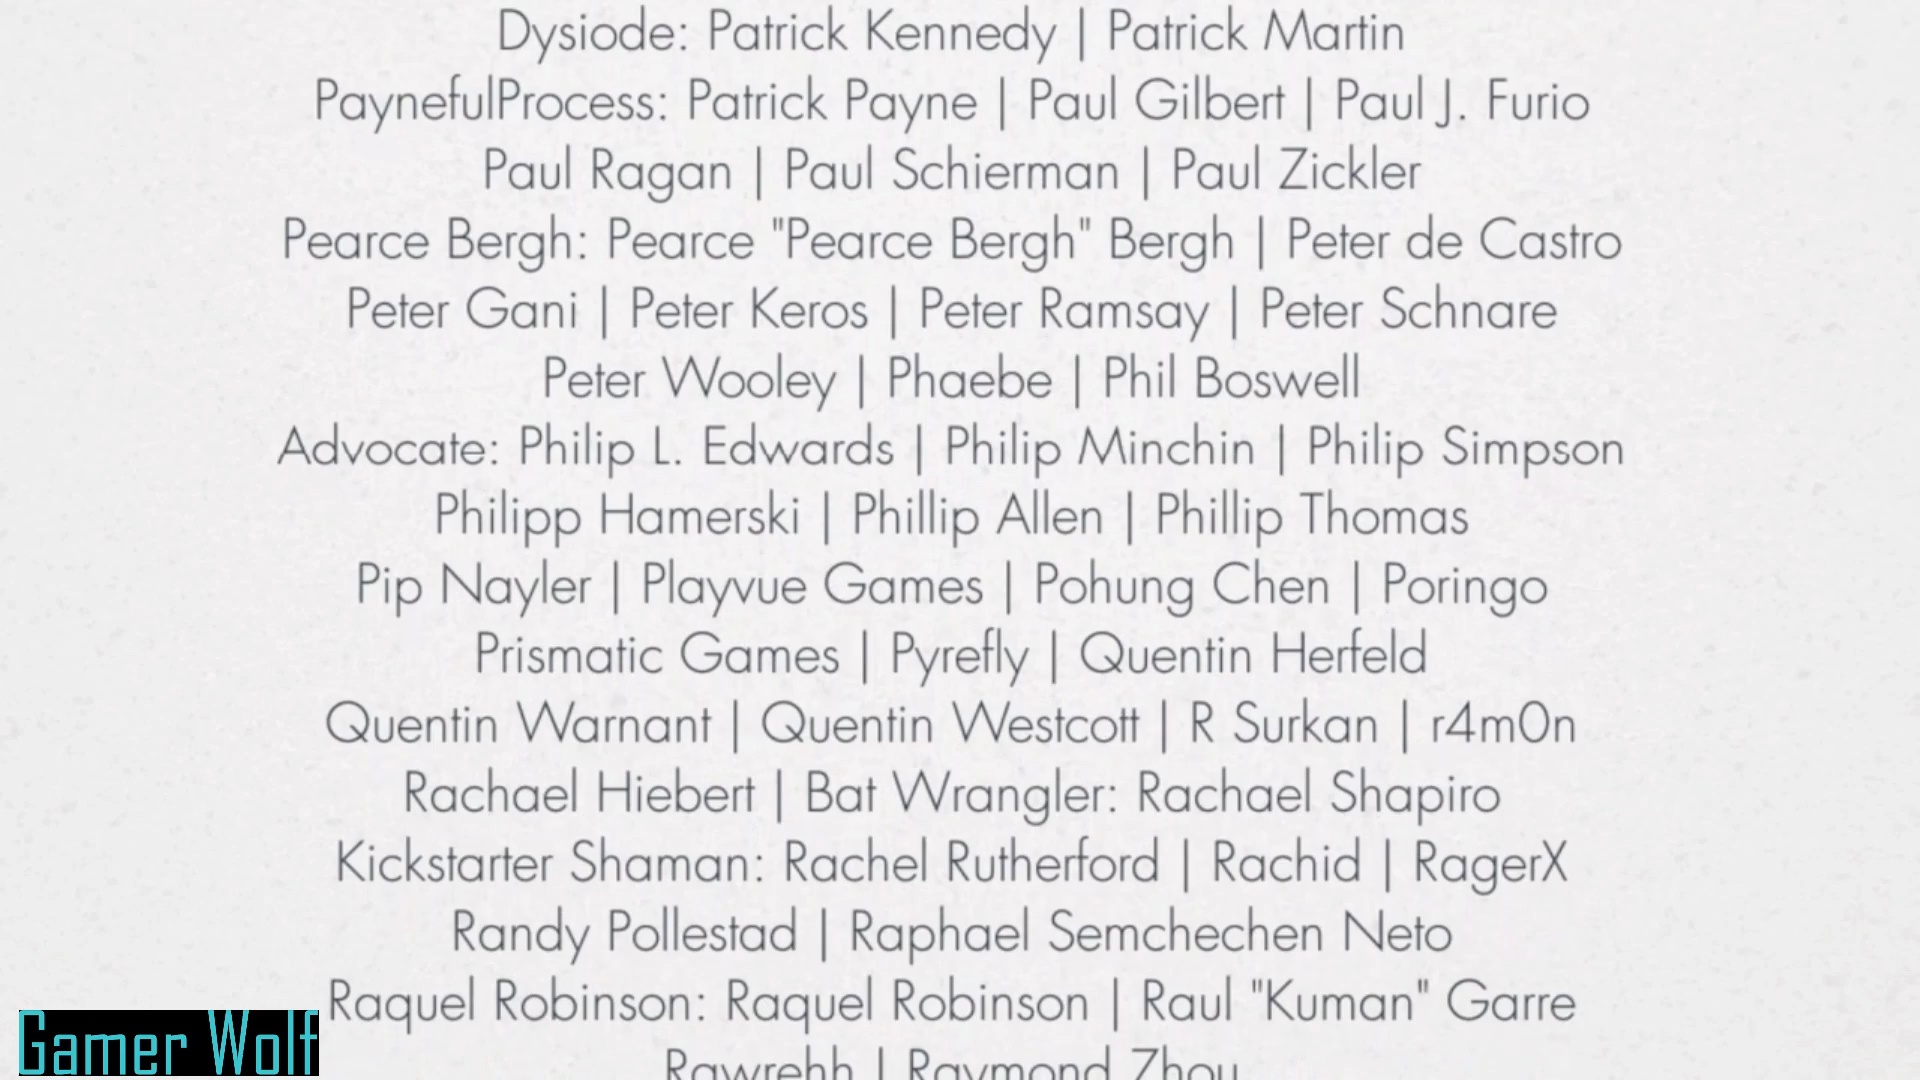 Dysiode: Patrick Kennedy | Patrick Martin
PaynefulProcess: Patrick Payne | Paul Gilbert | Paul J. Furio
Paul Ragan | Paul Schierman | Paul Zickler
Pearce Bergh: Pearce "Pearce Bergh" Bergh | Peter de Castro
Peter Gani | Peter Keros | Peter Ramsay | Peter Schnare
Peter Wooley | Phaebe | Phil Boswell
Advocate: Philip L. Edwards | Philip Minchin | Philip Simpson
Philipp Hamerski | Phillip Allen | Phillip Thomas
Pip Nayler | Playvue Games | Pohung Chen | Poringo
Prismatic Games | Pyrefly | Quentin Herfeld
Quentin Warnant | Quentin Westcott | R Surkan | r4m0n
Rachael Hiebert | Bat Wrangler: Rachael Shapiro
Kickstarter Shaman: Rachel Rutherford | Rachid | RagerX
Randy Pollestad | Raphael Semchechen Neto
Raquel Robinson: Raquel Robinson | Raul "Kuman" Garre
Rawrehh | Raymond Zhou
Gamer Wolf